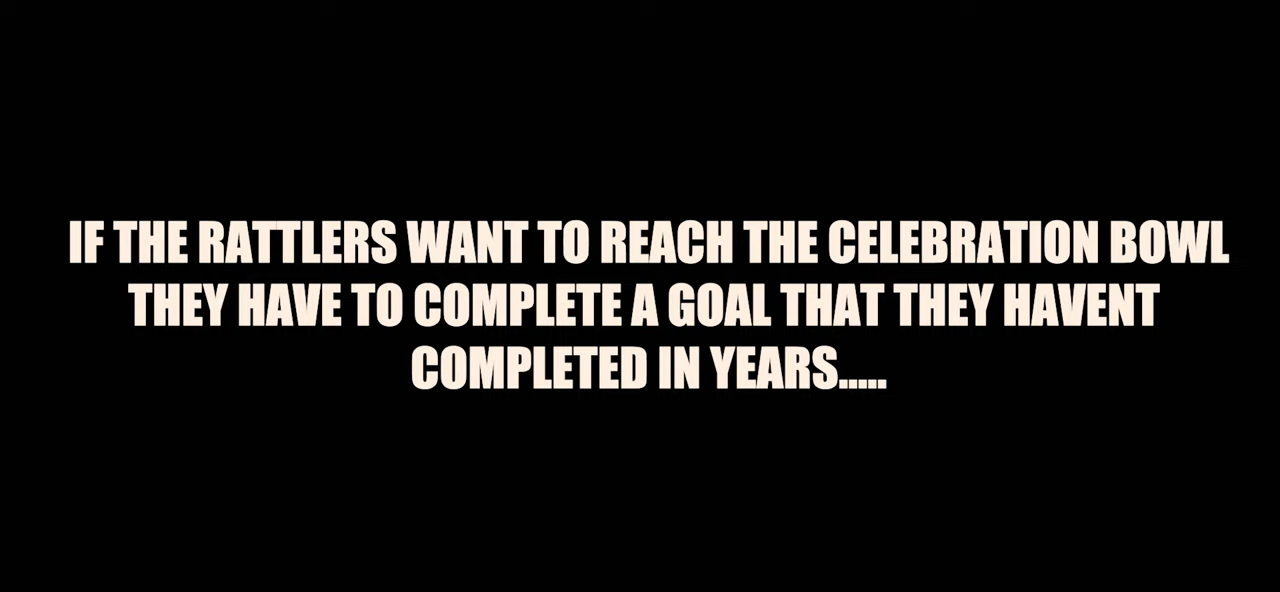 IF THE RATTLERS WANT TO REACH THE CELEBRATION BOWL
THEY HAVE TO COMPLETE A GOAL THAT THEY HAVENT
COMPLETED IN YEARS.....